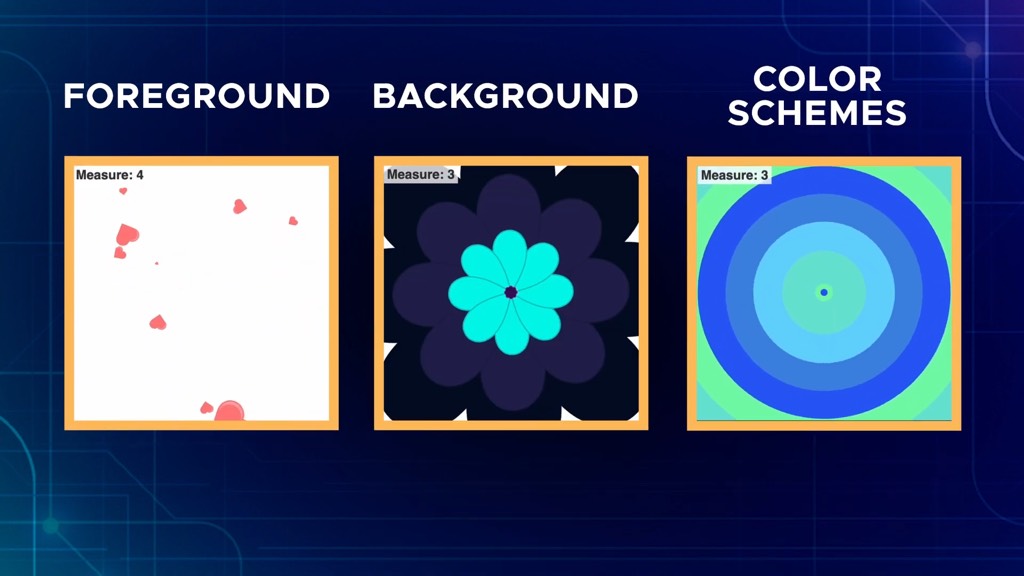 FOREGROUND
BACKGROUND
COLOR
SCHEMES
Measure: 4
Measure: 3
Measure: 3